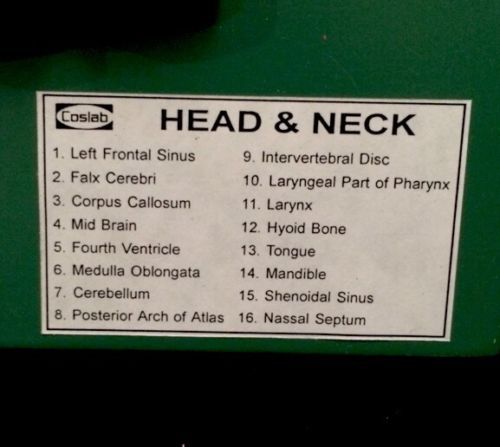 Coslab
HEAD & NECK
1. Left Frontal Sinus
2. Falx Cerebri
3. Corpus Callosum
4. Mid Brain
5. Fourth Ventricle
6. Medulla Oblongata
7. Cerebellum
8. Posterior Arch of Atlas
9. Intervertebral Disc
10. Laryngeal Part of Pharynx
11. Larynx
12. Hyoid Bone
13. Tongue
14. Mandible
15. Shenoidal Sinus
16. Nassal Septum